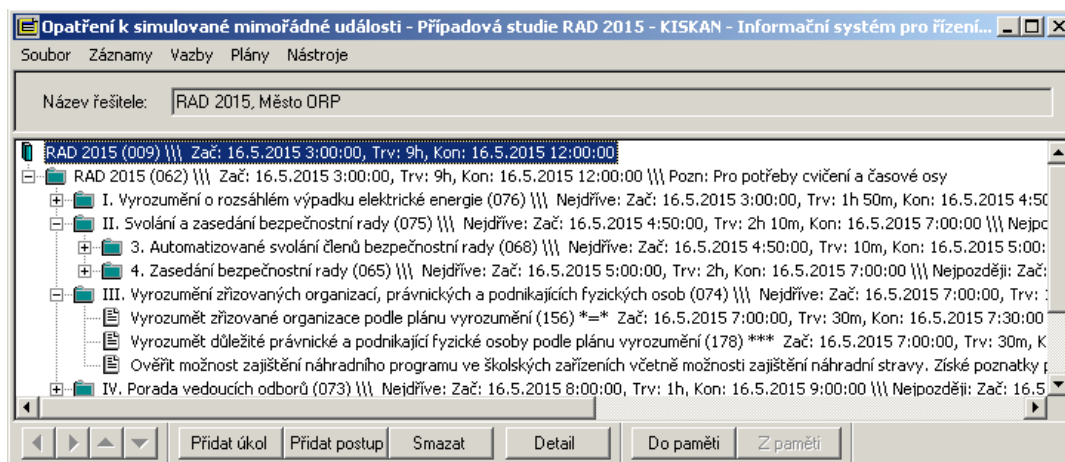 Opatření k simulované mimořádné události - Případová studie RAD 2015 - KISKAN - Informační systém pro řízení...
Soubor Záznamy Vazby Plány Nástroje
Název řešitele: RAD 2015, Město ORP
RAD 2015 (009) \\\ Zač: 16.5.2015 3:00:00, Trv: 9h, Kon: 16.5.2015 12:00:00
RAD 2015 (062) \\\ Zač: 16.5.2015 3:00:00, Trv: 9h, Kon: 16.5.2015 12:00:00 \\\ Pozn: Pro potřeby cvičení a časové osy
I. Vyrozumění o rozsáhlém výpadku elektrické energie (076) \\\ Nejdříve: Zač: 16.5.2015 3:00:00, Trv: 1h 50m, Kon: 16.5.2015 4:50
II. Svolání a zasedání bezpečnostní rady (075) \\\ Nejdříve: Zač: 16.5.2015 4:50:00, Trv: 2h 10m, Kon: 16.5.2015 7:00:00 \\\ Nejpo
3. Automatizované svolání členů bezpečnostní rady (068) \\\ Nejdříve: Zač: 16.5.2015 4:50:00, Trv: 10m, Kon: 16.5.2015 5:00:
4. Zasedání bezpečnostní rady (065) \\\ Nejdříve: Zač: 16.5.2015 5:00:00, Trv: 2h, Kon: 16.5.2015 7:00:00 \\\ Nejpozději: Zač:
III. Vyrozumění zřizovaných organizací, právnických a podnikajících fyzických osob (074) \\\ Nejdříve: Zač: 16.5.2015 7:00:00, Trv:
Vyrozumět zřizované organizace podle plánu vyrozumění (156) *=* Zač: 16.5.2015 7:00:00, Trv: 30m, Kon: 16.5.2015 7:30:00
Vyrozumět důležité právnické a podnikající fyzické osoby podle plánu vyrozumění (178) *** Zač: 16.5.2015 7:00:00, Trv: 30m, K
Ověřit možnost zajištění náhradního programu ve školských zařízeních včetně možnosti zajištění náhradní stravy. Získé poznatky
IV. Porada vedoucích odborů (073) \\\ Nejdříve: Zač: 16.5.2015 8:00:00, Trv: 1h, Kon: 16.5.2015 9:00:00 \\\ Nejpozději: Zač: 16.5
Přidat úkol Přidat postup Smazat Detail Do paměti Z paměti